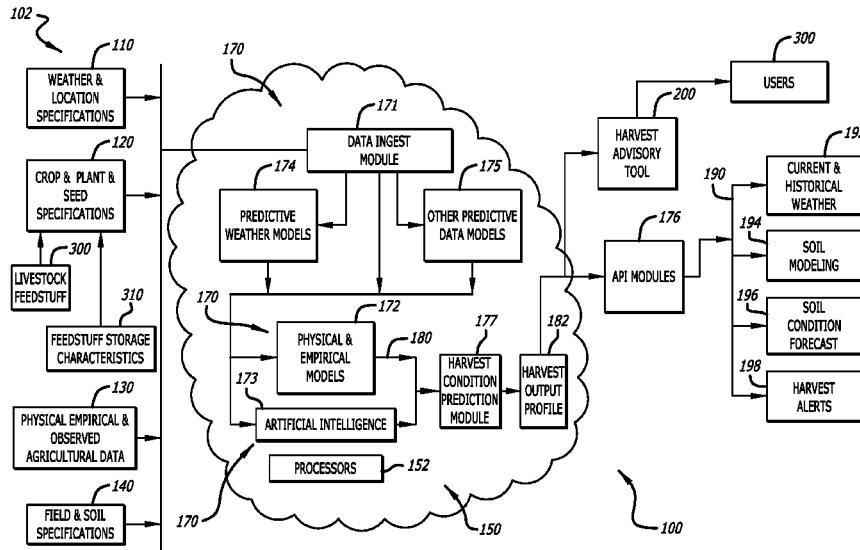 102
110
WEATHER &
LOCATION
SPECIFICATIONS
120
CROP & PLANT &
SEED
SPECIFICATIONS
300
LIVESTOCK
FEEDSTUFF
310
FEEDSTUFF STORAGE
CHARACTERISTICS
130
PHYSICAL EMPIRICAL &
OBSERVED
AGRICULTURAL DATA
140
FIELD & SOIL
SPECIFICATIONS
170
171
DATA INGEST
MODULE
174
PREDICTIVE
WEATHER MODELS
175
OTHER PREDICTIVE
DATA MODELS
170
172
PHYSICAL &
EMPIRICAL
MODELS
180
173
ARTIFICIAL INTELLIGENCE
170
PROCESSORS
152
177
HARVEST
CONDITION
PREDICTION
MODULE
182
HARVEST
OUTPUT
PROFILE
150
200
HARVEST
ADVISORY
TOOL
300
USERS
176
API MODULES
190
CURRENT &
HISTORICAL
WEATHER
194
SOIL
MODELING
196
SOIL
CONDITION
FORECAST
198
HARVEST
ALERTS
100